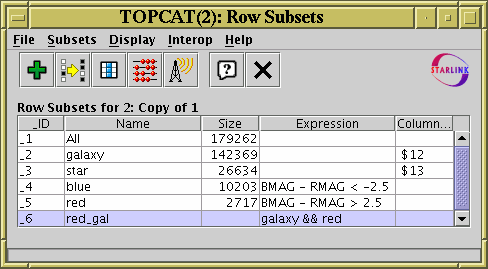 TOPCAT(2): Row Subsets
File Subsets Display Interop Help
STARLINK
Row Subsets for 2: Copy of 1
_ID Name Size Expression Column...
_1 All 179262
_2 galaxy 142369 $12
_3 star 26634 $13
_4 blue 10203 BMAG - RMAG < -2.5
_5 red 2717 BMAG - RMAG > 2.5
_6 red_gal galaxy && red